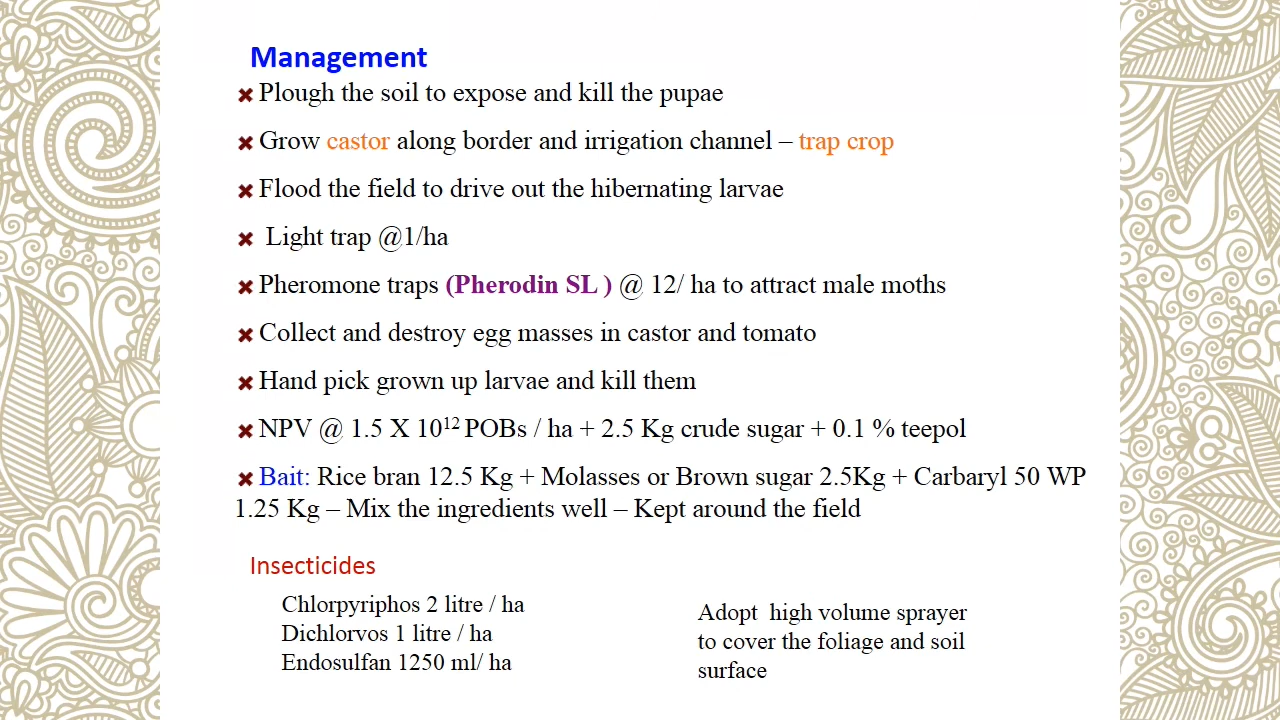 Management
Plough the soil to expose and kill the pupae
Grow castor along border and irrigation channel – trap crop
Flood the field to drive out the hibernating larvae
Light trap @1/ha
Pheromone traps (Pherodin SL ) @ 12/ ha to attract male moths
Collect and destroy egg masses in castor and tomato
Hand pick grown up larvae and kill them
NPV @ 1.5 X 10¹² POBs / ha + 2.5 Kg crude sugar + 0.1 % teepol
Bait: Rice bran 12.5 Kg + Molasses or Brown sugar 2.5Kg + Carbaryl 50 WP
1.25 Kg – Mix the ingredients well – Kept around the field
Insecticides
Chlorpyriphos 2 litre / ha
Dichlorvos 1 litre / ha
Endosulfan 1250 ml/ ha
Adopt  high volume sprayer
to cover the foliage and soil
surface